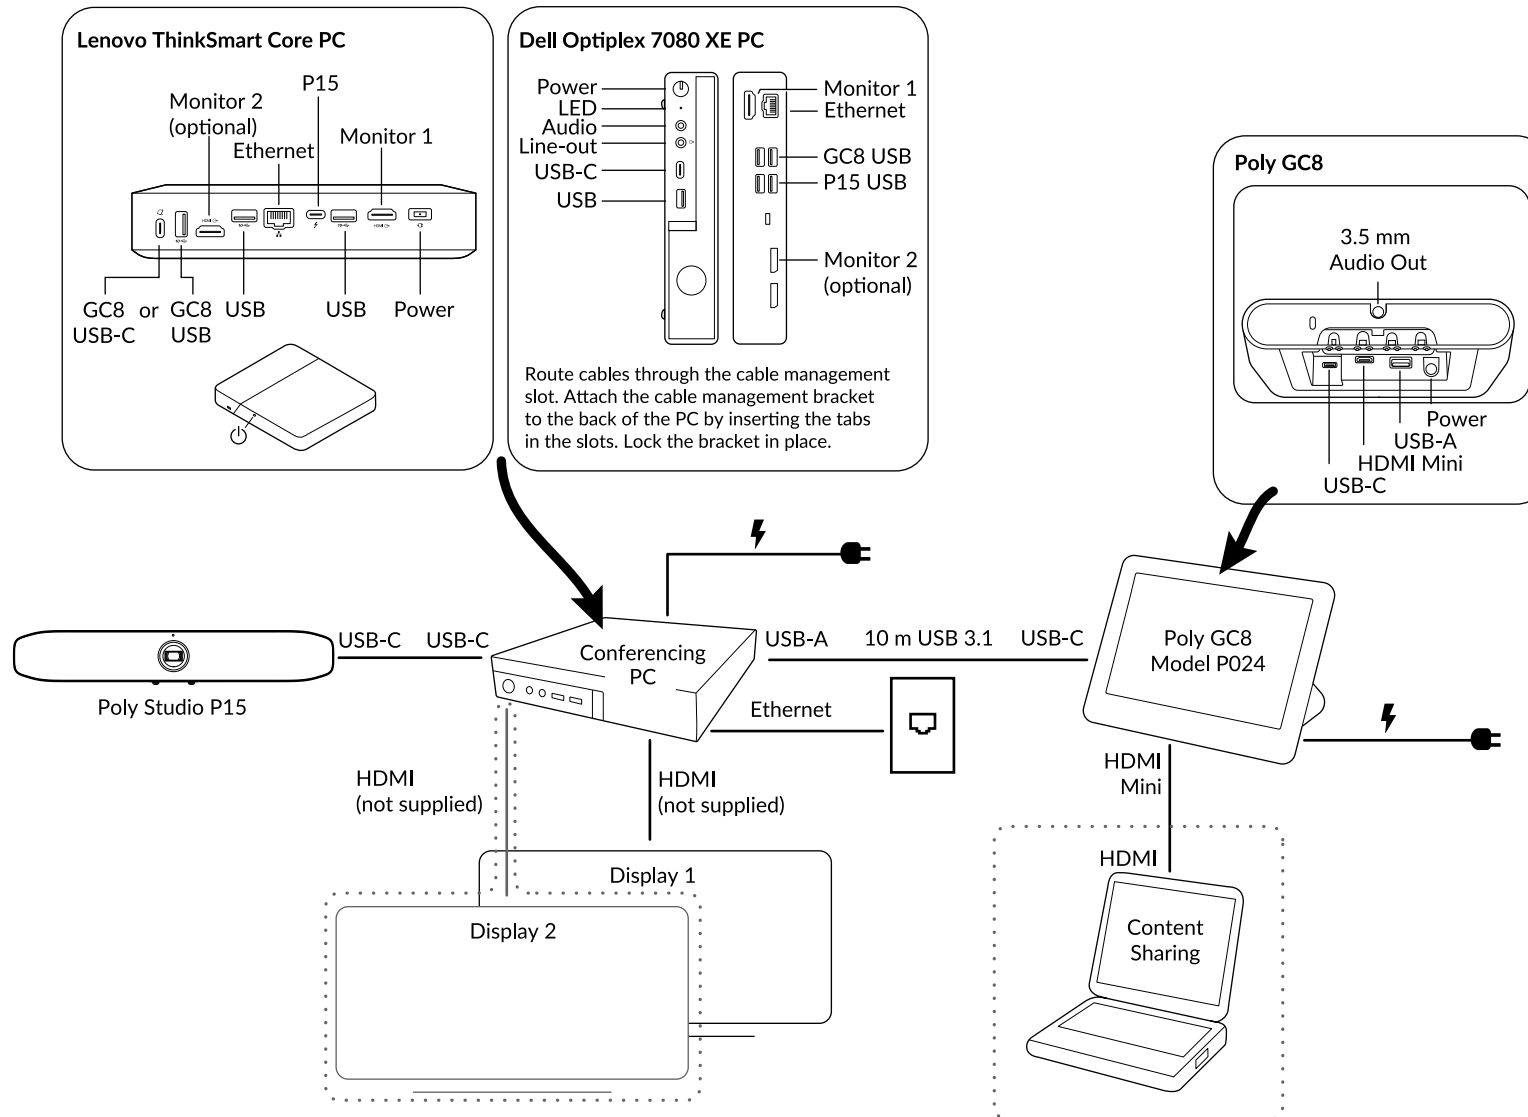 Lenovo ThinkSmart Core PC
P15
Monitor 2
(optional)
Ethernet
Monitor 1
HDMI
HDMI
GC8 or GC8 USB USB Power
USB-C USB
Dell Optiplex 7080 XE PC
Power
LED
Audio
Line-out
USB-C
USB
Monitor 1
Ethernet
GC8 USB
P15 USB
Monitor 2
(optional)
Route cables through the cable management
slot. Attach the cable management bracket
to the back of the PC by inserting the tabs
in the slots. Lock the bracket in place.
Poly GC8
3.5 mm
Audio Out
Power
USB-A
HDMI Mini
USB-C
USB-C USB-C
Poly Studio P15
Conferencing
PC
USB-A 10 m USB 3.1 USB-C
Poly GC8
Model P024
Ethernet
HDMI
(not supplied)
HDMI
(not supplied)
HDMI
Mini
HDMI
Display 1
Display 2
Content
Sharing